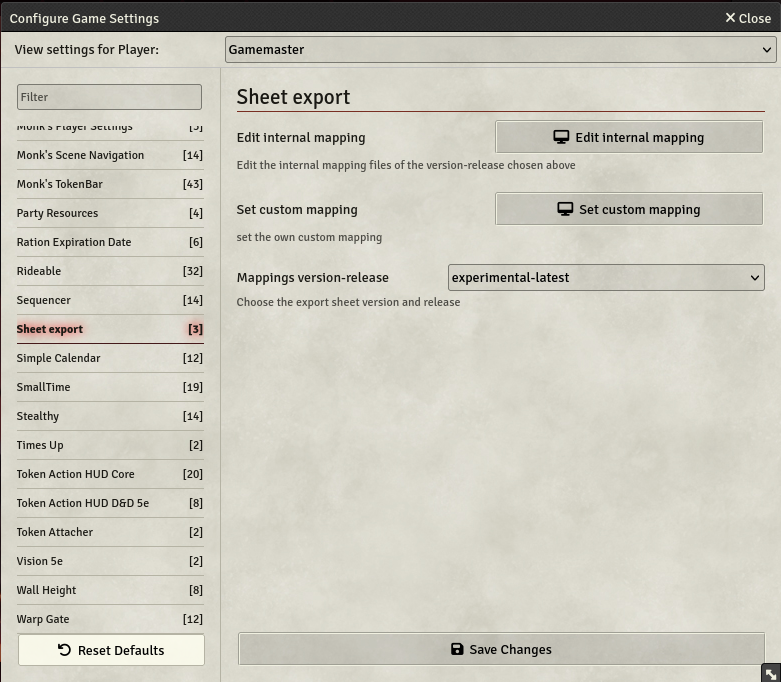 Configure Game Settings
Close
View settings for Player:
Gamemaster
Filter
Monk's Player Settings [5]
Monk's Scene Navigation [14]
Monk's TokenBar [43]
Party Resources [4]
Ration Expiration Date [6]
Rideable [32]
Sequencer [14]
Sheet export [3]
Simple Calendar [12]
SmallTime [19]
Stealthy [14]
Times Up [2]
Token Action HUD Core [20]
Token Action HUD D&D 5e [8]
Token Attacher [2]
Vision 5e [2]
Wall Height [8]
Warp Gate [12]
Reset Defaults
Sheet export
Edit internal mapping
Edit internal mapping
Edit the internal mapping files of the version-release chosen above
Set custom mapping
Set custom mapping
set the own custom mapping
Mappings version-release
experimental-latest
Choose the export sheet version and release
Save Changes